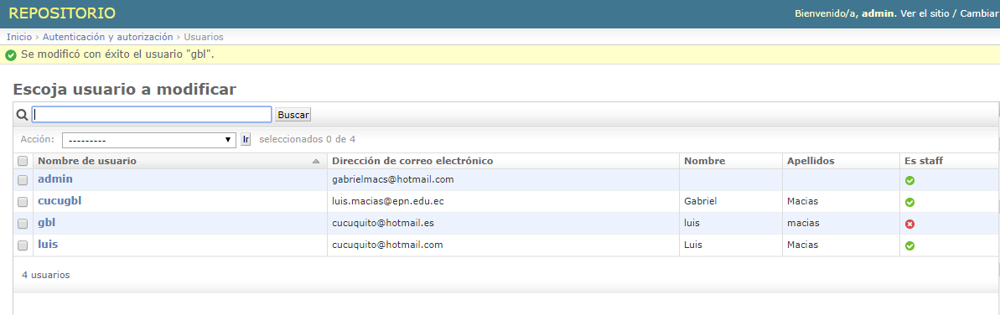 REPOSITORIO Bienvenido/a, admin. Ver el sitio / Cambiar
Inicio › Autenticación y autorización › Usuarios
Se modificó con éxito el usuario "gbl".
Escoja usuario a modificar
Buscar
Acción: --------- Ir seleccionados 0 de 4
Nombre de usuario Dirección de correo electrónico Nombre Apellidos Es staff
admin gabrielmacs@hotmail.com
cucugbl luis.macias@epn.edu.ec Gabriel Macias
gbl cucuquito@hotmail.es luis macias
luis cucuquito@hotmail.com Luis Macias
4 usuarios